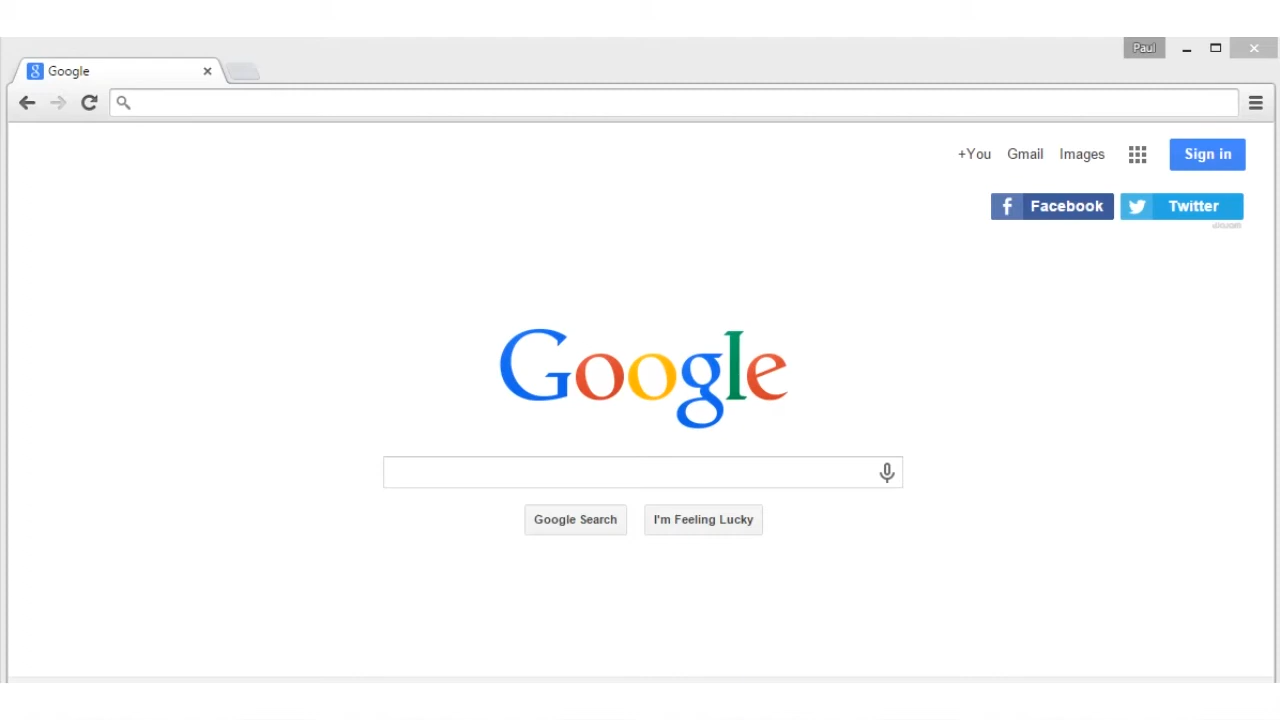 Paul
Google
+You Gmail Images Sign in
Facebook Twitter
Google
Google Search I'm Feeling Lucky